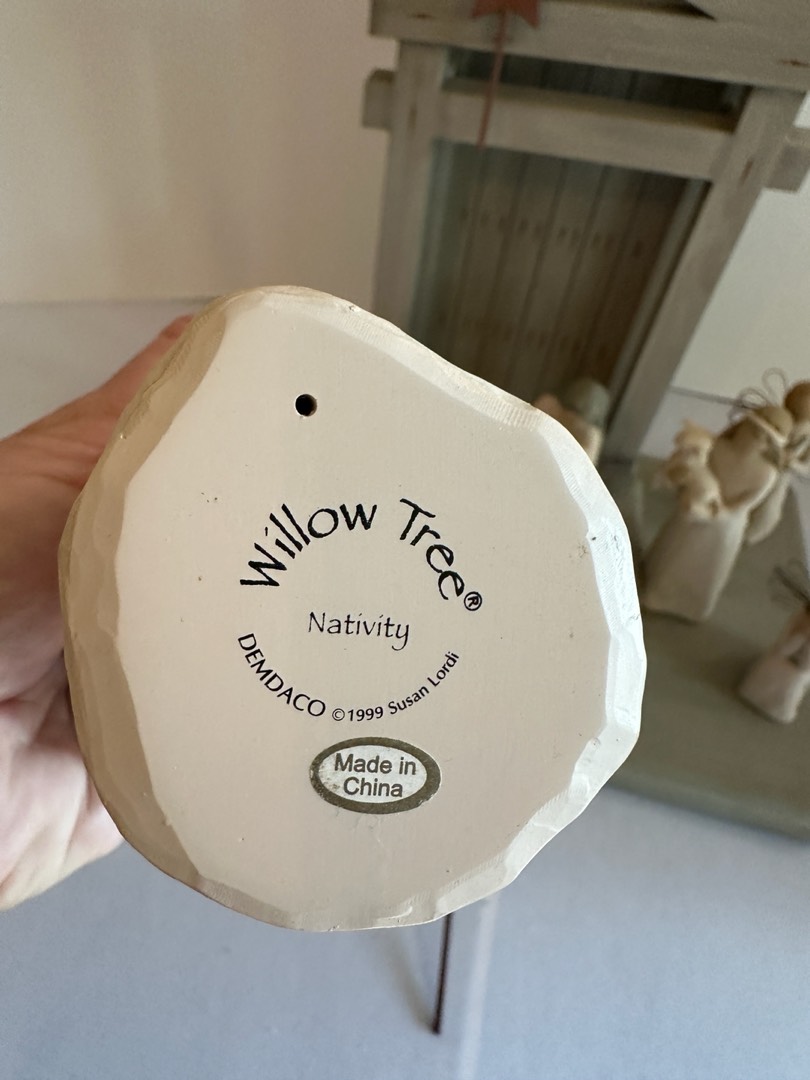 Willow Tree®
Nativity
DEMDACO ©1999 Susan Lordi
Made in
China